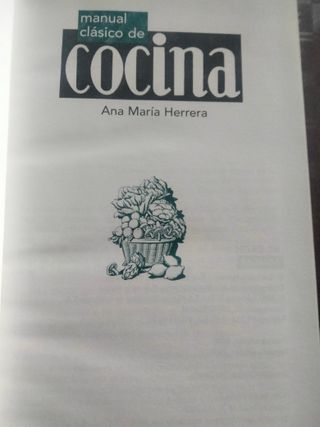 manual
clásico de
cocina
Ana María Herrera